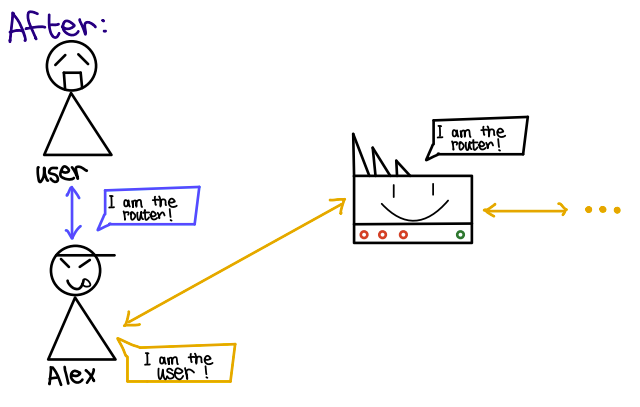 After:
I am the
router!
user
I am the
router!
I am the
user!
Alex